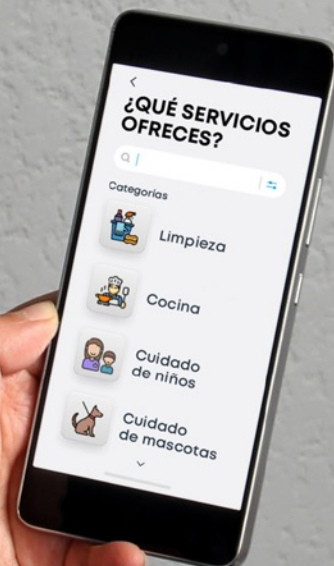 ¿QUÉ SERVICIOS
OFRECES?
Categorías
Limpieza
Cocina
Cuidado
de niños
Cuidado
de mascotas